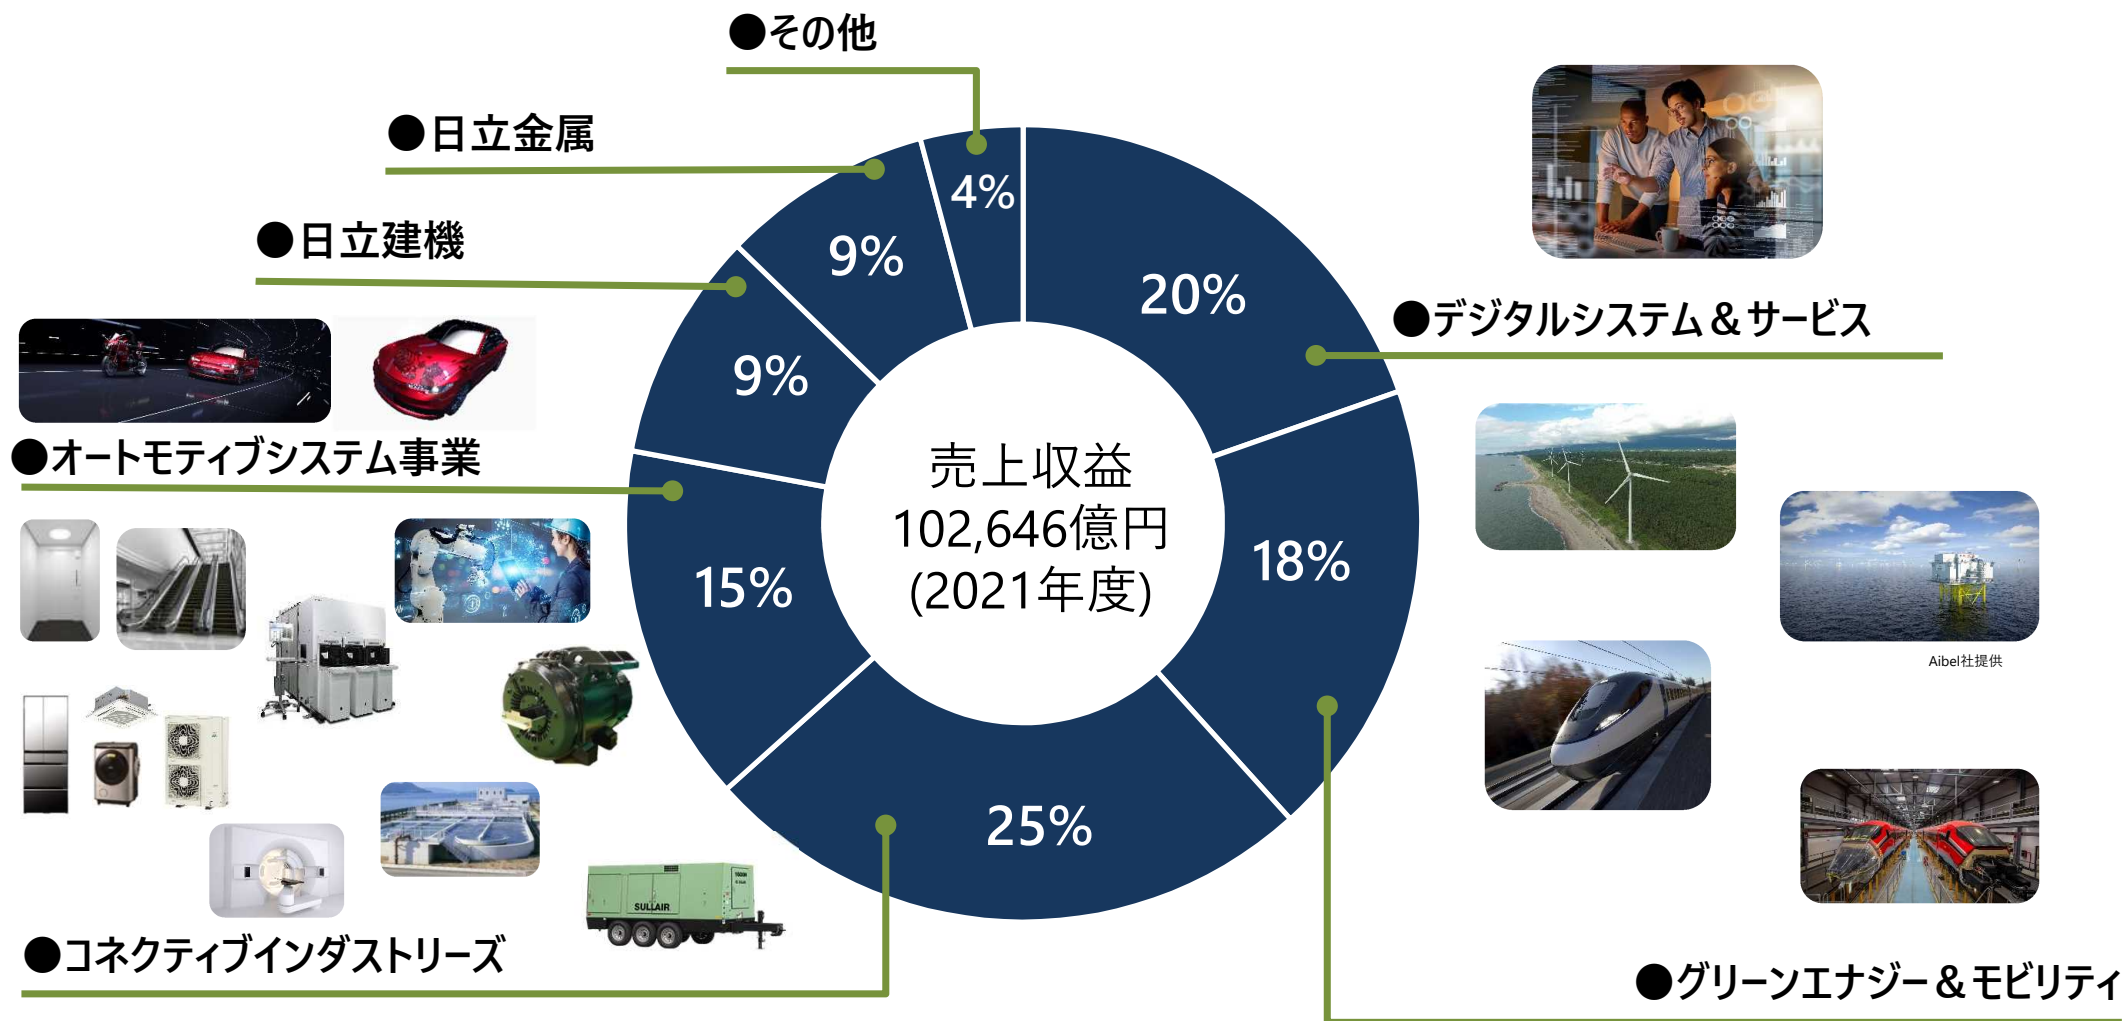 ●その他
●日立金属
●日立建機
●オートモティブシステム事業
4%
9%
9%
20%
15%
18%
25%
売上収益
102,646億円
(2021年度)
●デジタルシステム＆サービス
Aibel社提供
SULLAIR
●コネクティブインダストリーズ
●グリーンエナジー＆モビリティ